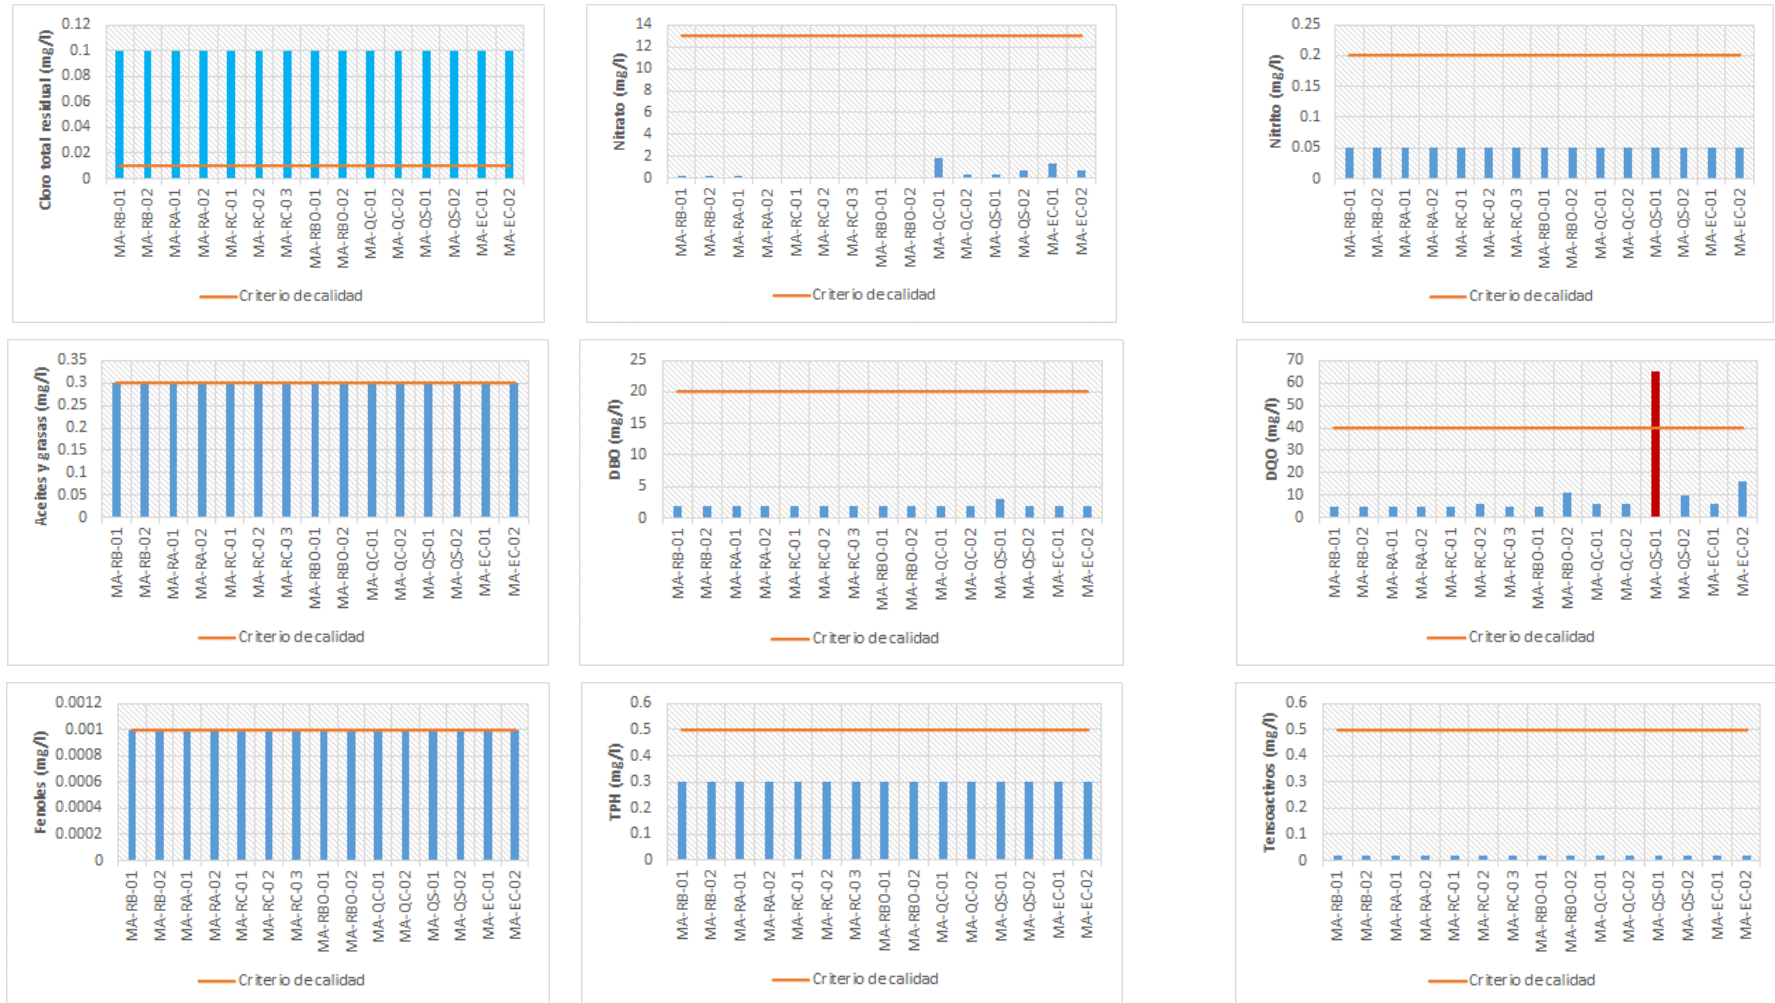 Cloro total residual (mg/l)
0.12
0.1
0.08
0.06
0.04
0.02
0
MA-RB-01
MA-RB-02
MA-RA-01
MA-RA-02
MA-RC-01
MA-RC-02
MA-RC-03
MA-RBO-01
MA-RBO-02
MA-QC-01
MA-QC-02
MA-QS-01
MA-QS-02
MA-EC-01
MA-EC-02
Criterio de calidad
Nitrato (mg/l)
14
12
10
8
6
4
2
0
MA-RB-01
MA-RB-02
MA-RA-01
MA-RA-02
MA-RC-01
MA-RC-02
MA-RC-03
MA-RBO-01
MA-RBO-02
MA-QC-01
MA-QC-02
MA-QS-01
MA-QS-02
MA-EC-01
MA-EC-02
Criterio de calidad
Nitrito (mg/l)
0.25
0.2
0.15
0.1
0.05
0
MA-RB-01
MA-RB-02
MA-RA-01
MA-RA-02
MA-RC-01
MA-RC-02
MA-RC-03
MA-RBO-01
MA-RBO-02
MA-QC-01
MA-QC-02
MA-QS-01
MA-QS-02
MA-EC-01
MA-EC-02
Criterio de calidad
Aceites y grasas (mg/l)
0.35
0.3
0.25
0.2
0.15
0.1
0.05
0
MA-RB-01
MA-RB-02
MA-RA-01
MA-RA-02
MA-RC-01
MA-RC-02
MA-RC-03
MA-RBO-01
MA-RBO-02
MA-QC-01
MA-QC-02
MA-QS-01
MA-QS-02
MA-EC-01
MA-EC-02
Criterio de calidad
DBO (mg/l)
25
20
15
10
5
0
MA-RB-01
MA-RB-02
MA-RA-01
MA-RA-02
MA-RC-01
MA-RC-02
MA-RC-03
MA-RBO-01
MA-RBO-02
MA-QC-01
MA-QC-02
MA-QS-01
MA-QS-02
MA-EC-01
MA-EC-02
Criterio de calidad
DQO (mg/l)
70
60
50
40
30
20
10
0
MA-RB-01
MA-RB-02
MA-RA-01
MA-RA-02
MA-RC-01
MA-RC-02
MA-RC-03
MA-RBO-01
MA-RBO-02
MA-QC-01
MA-QC-02
MA-QS-01
MA-QS-02
MA-EC-01
MA-EC-02
Criterio de calidad
Fenoles (mg/l)
0.0012
0.001
0.0008
0.0006
0.0004
0.0002
0
MA-RB-01
MA-RB-02
MA-RA-01
MA-RA-02
MA-RC-01
MA-RC-02
MA-RC-03
MA-RBO-01
MA-RBO-02
MA-QC-01
MA-QC-02
MA-QS-01
MA-QS-02
MA-EC-01
MA-EC-02
Criterio de calidad
TPH (mg/l)
0.6
0.5
0.4
0.3
0.2
0.1
0
MA-RB-01
MA-RB-02
MA-RA-01
MA-RA-02
MA-RC-01
MA-RC-02
MA-RC-03
MA-RBO-01
MA-RBO-02
MA-QC-01
MA-QC-02
MA-QS-01
MA-QS-02
MA-EC-01
MA-EC-02
Criterio de calidad
Tensoactivos (mg/l)
0.6
0.5
0.4
0.3
0.2
0.1
0
MA-RB-01
MA-RB-02
MA-RA-01
MA-RA-02
MA-RC-01
MA-RC-02
MA-RC-03
MA-RBO-01
MA-RBO-02
MA-QC-01
MA-QC-02
MA-QS-01
MA-QS-02
MA-EC-01
MA-EC-02
Criterio de calidad